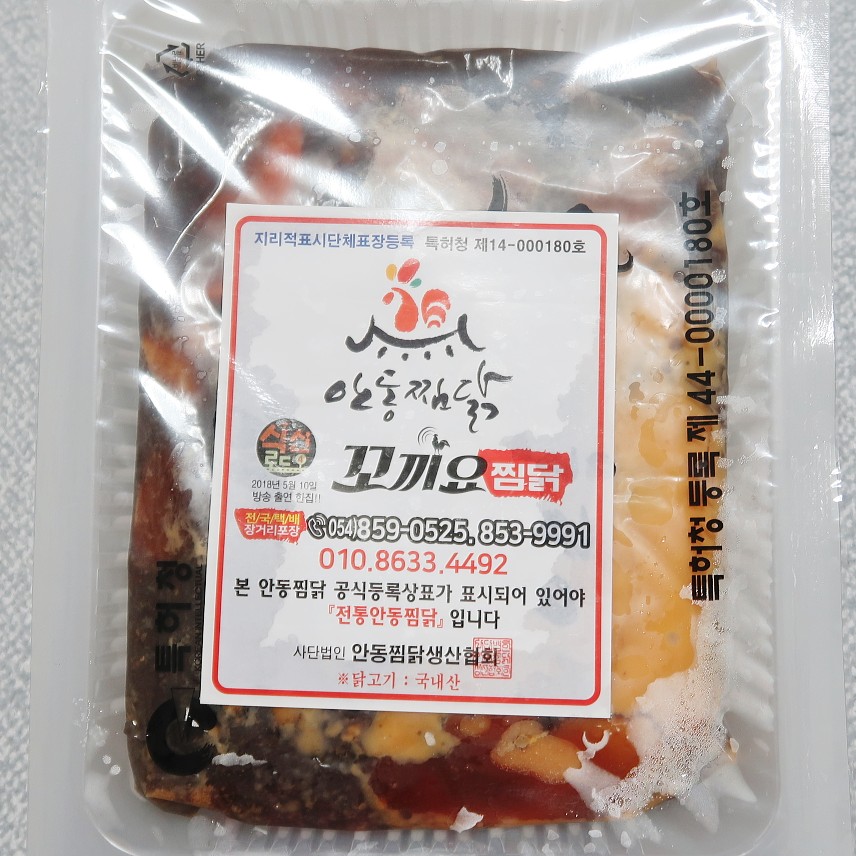 지리적표시단체표장등록 특허청 제14-000180호
안동찜닭
식신
로드
꼬끼요 찜닭
2018년 5월 10일
방송 출연 한집!!
전/국/택/배
장거리포장
054)859-0525. 853-9991
010.8633.4492
본 안동찜닭 공식등록상표가 표시되어 있어야
『전통안동찜닭』입니다
사단법인 안동찜닭생산협회
※닭고기 : 국내산
특허청 등록 제 44-0000180호
특허청
OTHER